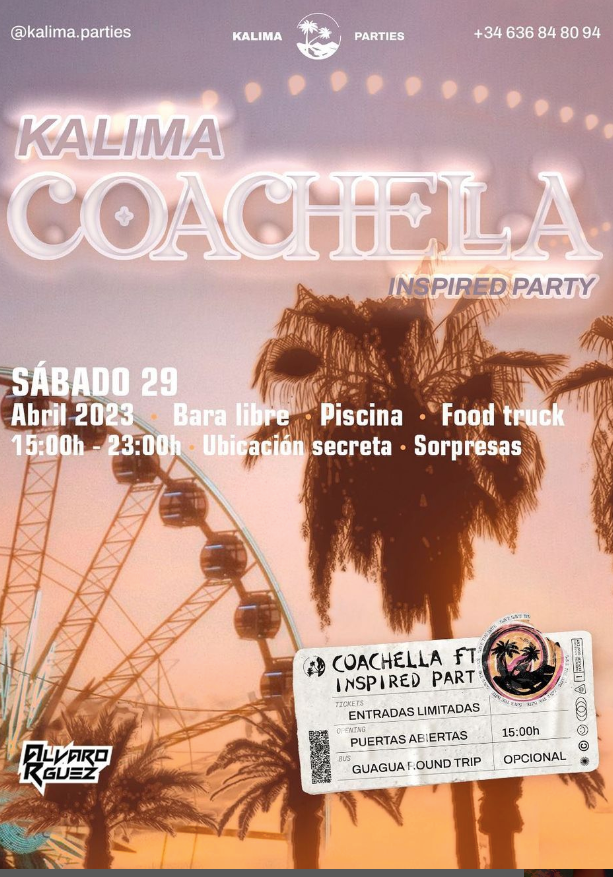 @kalima.parties
KALIMA PARTIES
+34 636 84 80 94
KALIMA
COACHELLA
INSPIRED PARTY
SÁBADO 29
Abril 2023 · Bara libre · Piscina · Food truck
15:00h - 23:00h · Ubicación secreta · Sorpresas
COACHELLA FT
INSPIRED PART
TICKETS
ENTRADAS LIMITADAS
OPENING
PUERTAS ABIERTAS 15:00h
BUS
GUAGUA ROUND TRIP OPCIONAL
ALVARO
RGUEZ